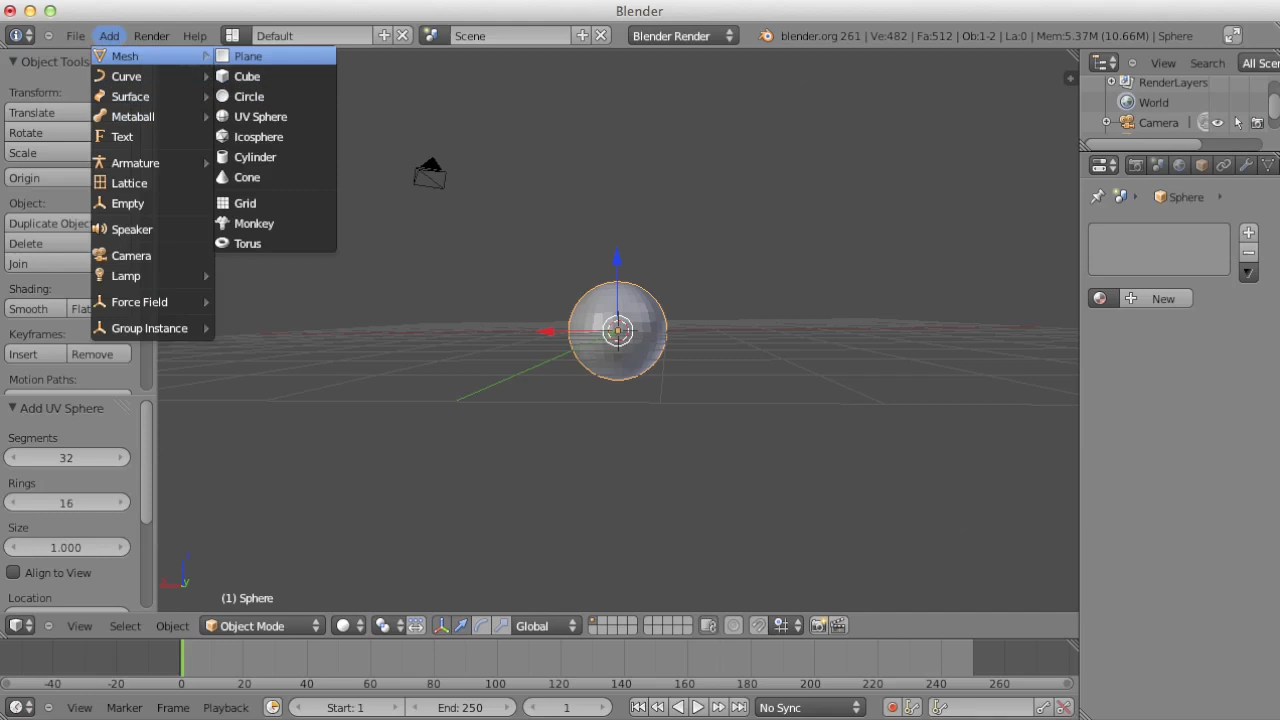 Blender
File Add Render Help Default Scene Blender Render blender.org 261 | Ve:482 | Fa:512 | Ob:1-2 | La:0 | Mem:5.37M (10.66M) | Sphere
Object Tools
Transform:
Translate
Rotate
Scale
Origin
Object:
Duplicate Objec
Delete
Join
Shading:
Smooth Flat
Keyframes:
Insert Remove
Motion Paths:
Add UV Sphere
Segments
32
Rings
16
Size
1.000
Align to View
Location
Mesh
Curve
Surface
Metaball
Text
Armature
Lattice
Empty
Speaker
Camera
Lamp
Force Field
Group Instance
Plane
Cube
Circle
UV Sphere
Icosphere
Cylinder
Cone
Grid
Monkey
Torus
y
(1) Sphere
View Search All Scen
RenderLayers
World
Camera
Sphere
New
View Select Object Object Mode Global
-40 -20 0 20 40 60 80 100 120 140 160 180 200 220 240 260
View Marker Frame Playback Start: 1 End: 250 1 No Sync